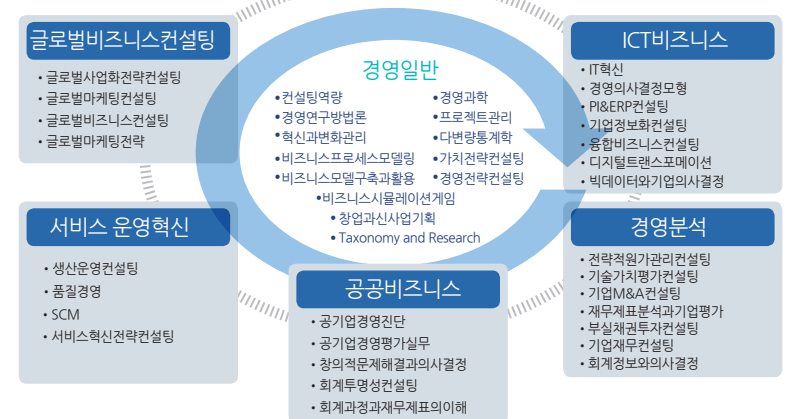 글로벌비즈니스컨설팅
• 글로벌사업화전략컨설팅
• 글로벌마케팅컨설팅
• 글로벌비즈니스컨설팅
• 글로벌마케팅전략
경영일반
•컨설팅역량
•경영연구방법론
•혁신과변화관리
•비즈니스프로세스모델링
•비즈니스모델구축과활용
•경영과학
•프로젝트관리
•다변량통계학
•가치전략컨설팅
•경영전략컨설팅
•비즈니스시뮬레이션게임
• 창업과신사업기획
• Taxonomy and Research
ICT비즈니스
• IT혁신
• 경영의사결정모형
• PI&ERP컨설팅
• 기업정보화컨설팅
• 융합비즈니스컨설팅
• 디지털트랜스포메이션
• 빅데이터와기업의사결정
서비스 운영혁신
• 생산운영컨설팅
• 품질경영
• SCM
• 서비스혁신전략컨설팅
공공비즈니스
• 공기업경영진단
• 공기업경영평가실무
• 창의적문제해결과의사결정
• 회계투명성컨설팅
• 회계과정과재무제표의이해
경영분석
• 전략적원가관리컨설팅
• 기술가치평가컨설팅
• 기업M&A컨설팅
• 재무제표분석과기업평가
• 부실채권투자컨설팅
• 기업재무컨설팅
• 회계정보와의사결정